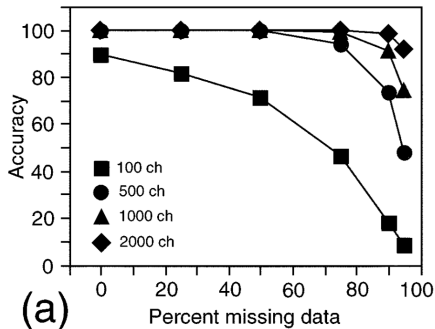 100
80
60
40
20
0
Accuracy
100 ch
500 ch
1000 ch
2000 ch
0 20 40 60 80 100
(a) Percent missing data